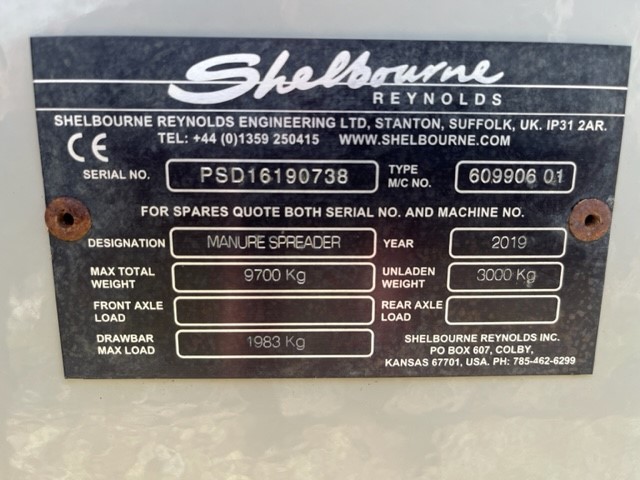 Shelbourne
REYNOLDS
SHELBOURNE REYNOLDS ENGINEERING LTD, STANTON, SUFFOLK, UK. IP31 2AR.
TEL: +44 (0)1359 250415 WWW.SHELBOURNE.COM
CE
SERIAL NO. PSD16190738 TYPE M/C NO. 609906 01
FOR SPARES QUOTE BOTH SERIAL NO. AND MACHINE NO.
DESIGNATION MANURE SPREADER YEAR 2019
MAX TOTAL WEIGHT 9700 Kg UNLADEN WEIGHT 3000 Kg
FRONT AXLE LOAD REAR AXLE LOAD
DRAWBAR MAX LOAD 1983 Kg
SHELBOURNE REYNOLDS INC.
PO BOX 607, COLBY,
KANSAS 67701, USA. PH: 785-462-6299